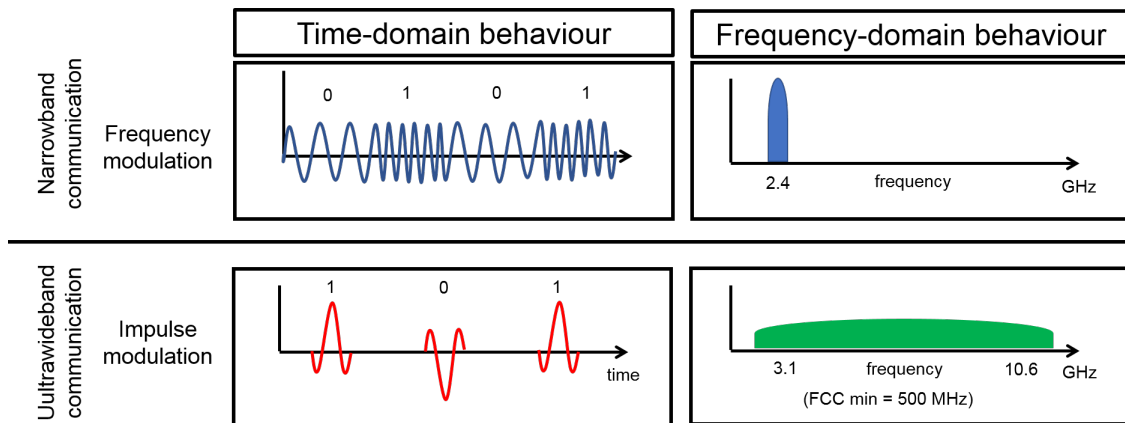 Time-domain behaviour
Frequency-domain behaviour
Narrowband
communication
Frequency
modulation
0 1 0 1
2.4
frequency
GHz
Uultrawideband
communication
Impulse
modulation
1 0 1
time
3.1
frequency
10.6
GHz
(FCC min = 500 MHz)